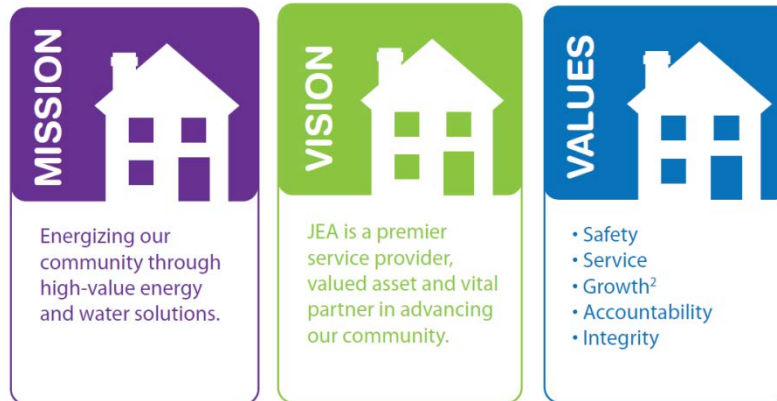 MISSION
Energizing our
community through
high-value energy
and water solutions.
VISION
JEA is a premier
service provider,
valued asset and vital
partner in advancing
our community.
VALUES
• Safety
• Service
• Growth²
• Accountability
• Integrity